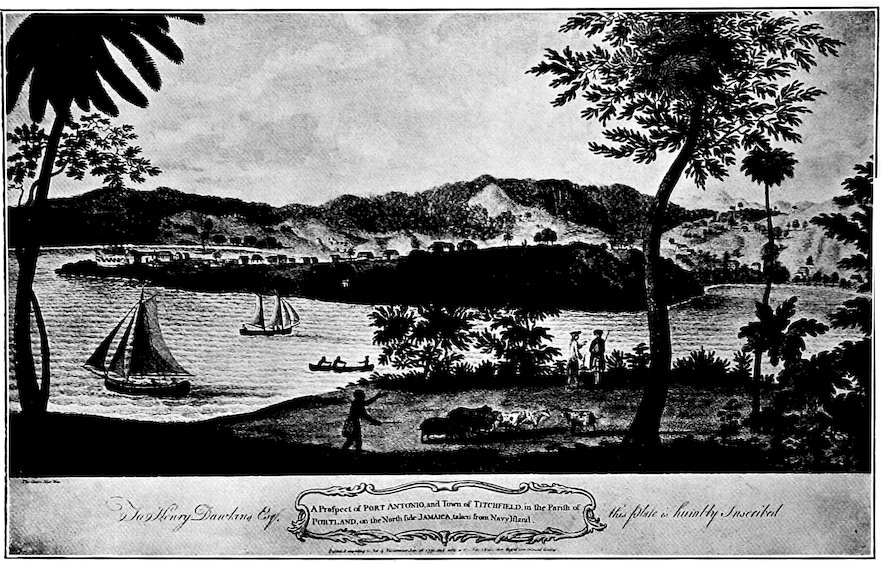 To Henry Dawkins Esq.
A Prospect of PORT ANTONIO, and Town of TITCHFIELD, in the Parish of
PORTLAND, on the North side JAMAICA, taken from Navy Island.
this plate is humbly Inscribed